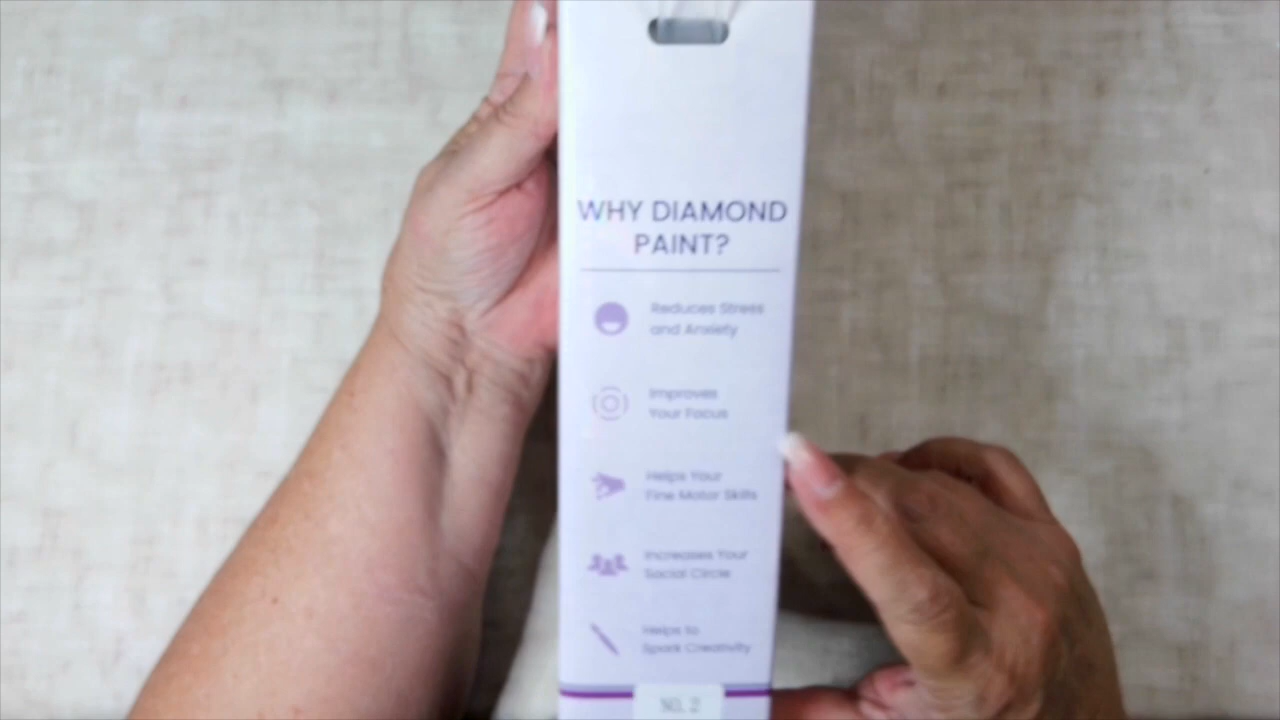 WHY DIAMOND
PAINT?
Reduces Stress
and Anxiety
Improves
Your Focus
Helps Your
Fine Motor Skills
Increases Your
Social Circle
Helps to
Spark Creativity
NO. 2